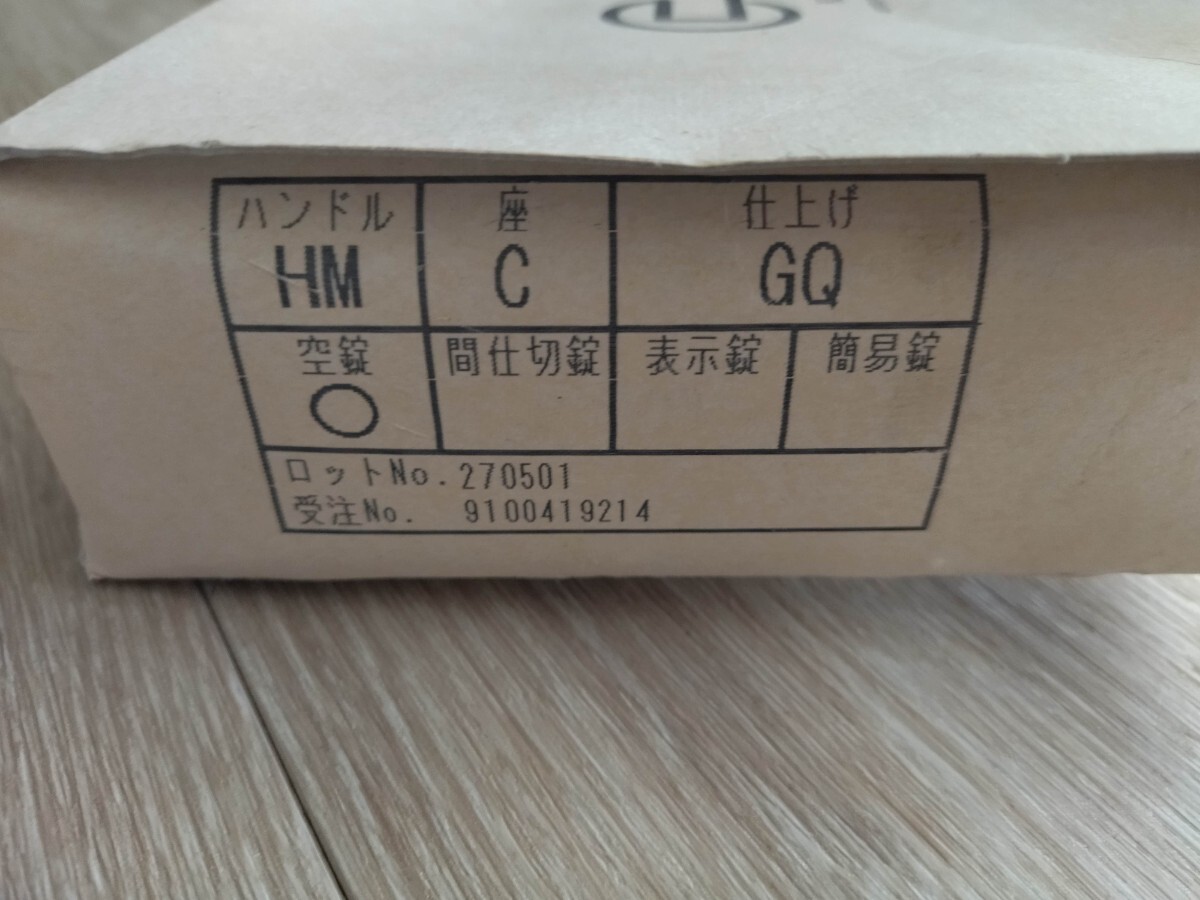 ハンドル 座 仕上げ
HM C GQ
空錠 間仕切錠 表示錠 簡易錠
○
ロットNo. 270501
受注No. 9100419214